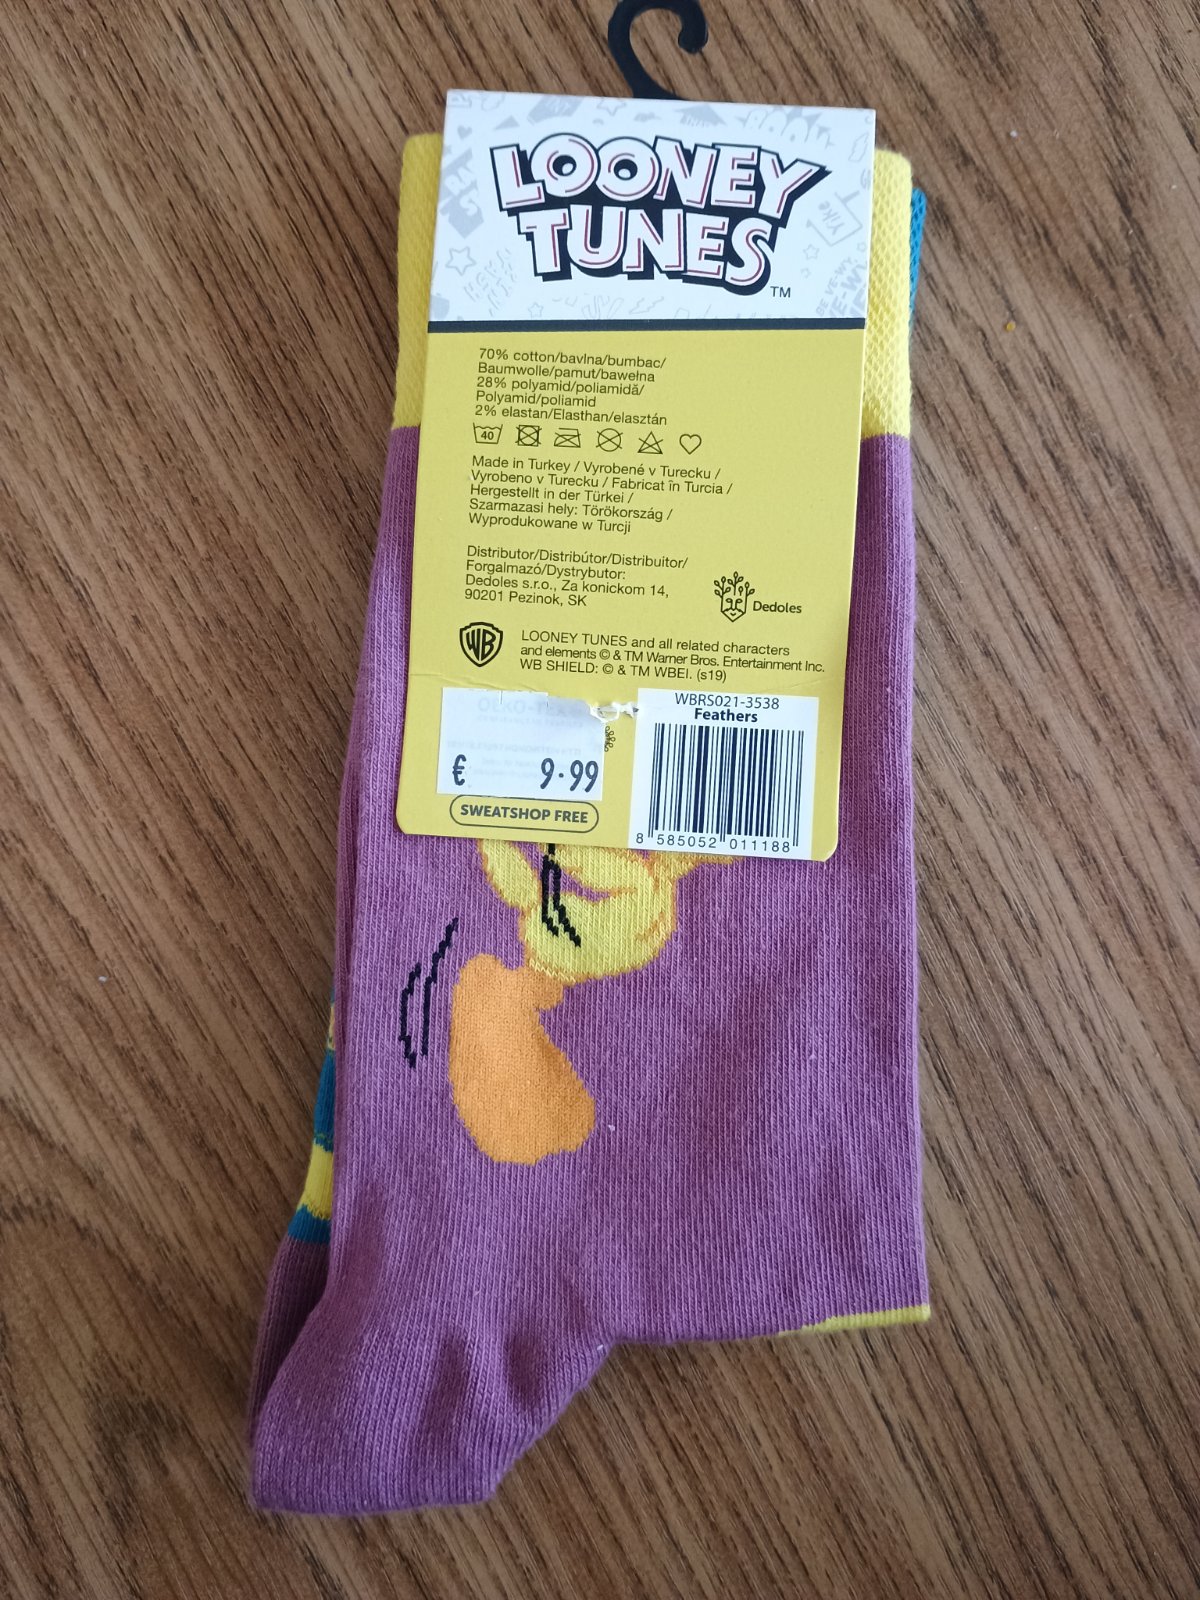 LOONEY
TUNES
TM
70% cotton/bavlna/bumbac/
Baumwolle/pamut/bawełna
28% polyamid/poliamidă/
Polyamid/poliamid
2% elastan/Elasthan/elasztán
40
Made in Turkey / Vyrobené v Turecku /
Vyrobeno v Turecku / Fabricat în Turcia /
Hergestellt in der Türkei /
Szarmazasi hely: Törökország /
Wyprodukowane w Turcji
Distributor/Distribútor/Distribuitor/
Forgalmazó/Dystrybutor:
Dedoles s.r.o., Za konickom 14,
90201 Pezinok, SK
Dedoles
WB
LOONEY TUNES and all related characters
and elements © & TM Warner Bros. Entertainment Inc.
WB SHIELD: © & TM WBEI. (s19)
WBRS021-3538
Feathers
€ 9.99
SWEATSHOP FREE
8 585052 011188